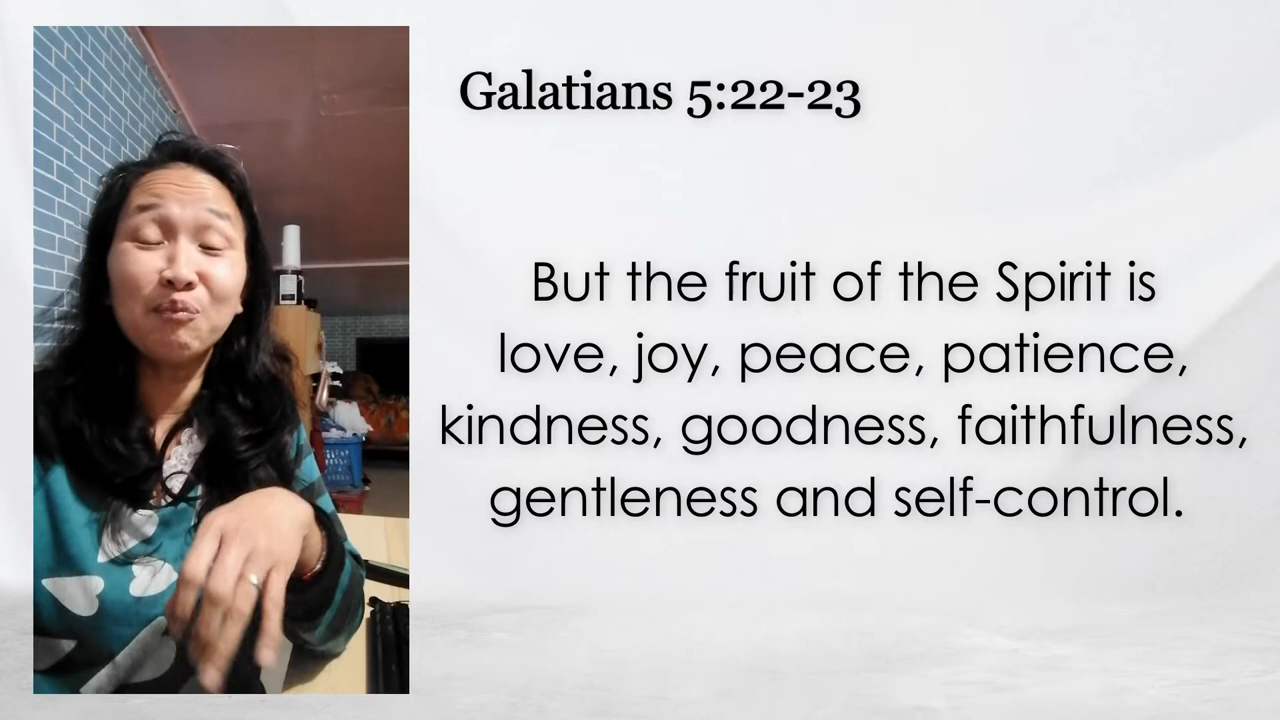 Galatians 5:22-23
But the fruit of the Spirit is
love, joy, peace, patience,
kindness, goodness, faithfulness,
gentleness and self-control.